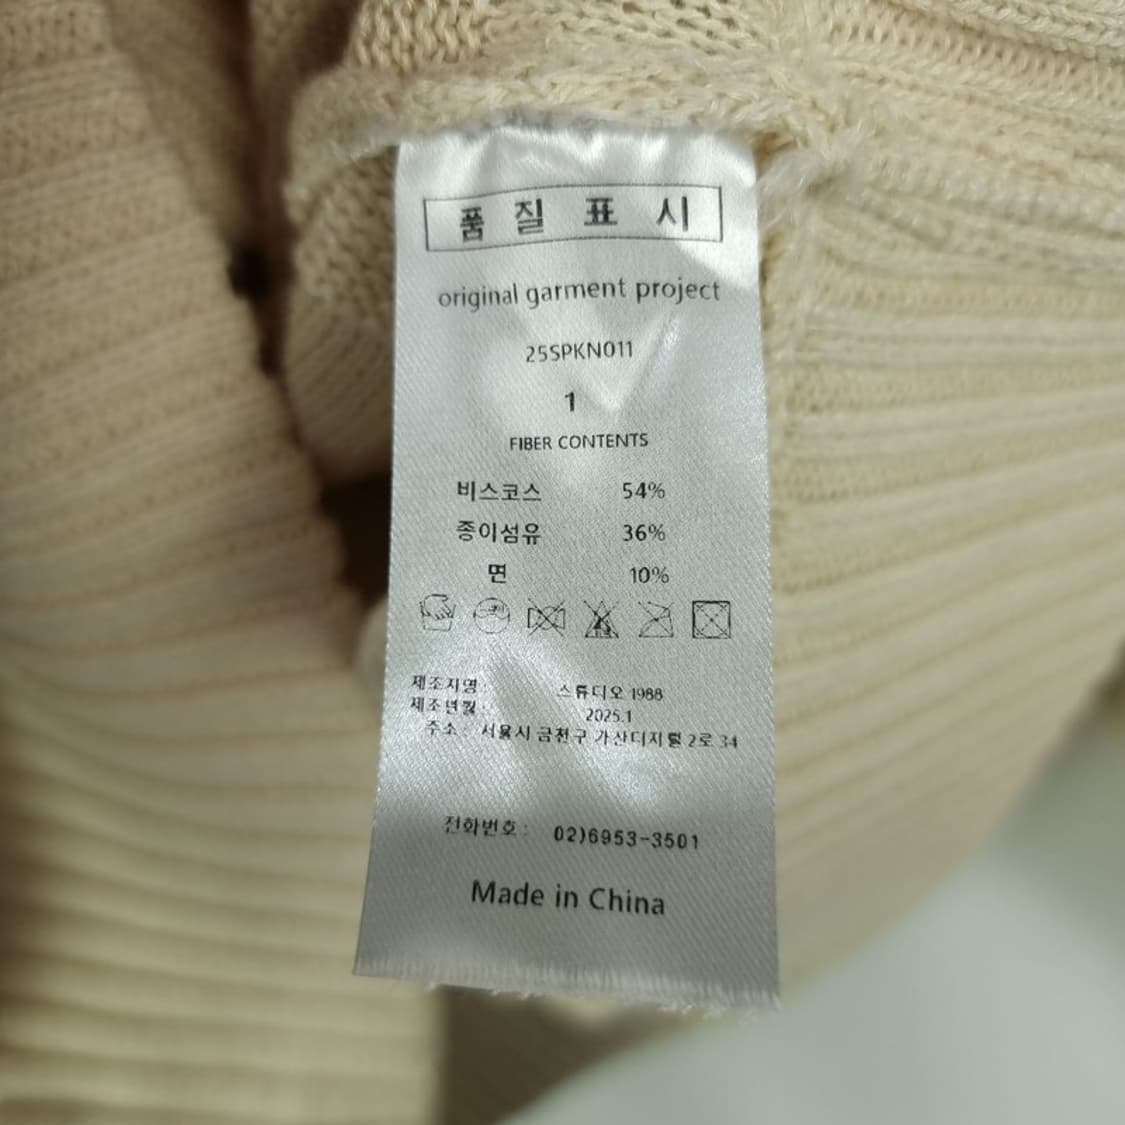 품질표시
original garment project
25SPKN011
1
FIBER CONTENTS
비스코스 54%
종이섬유 36%
면 10%
제조자명 : 스튜디오 1988
제조년월 : 2025.1
주소 : 서울시 금천구 가산디지털 2로 34
전화번호 : 02)6953-3501
Made in China